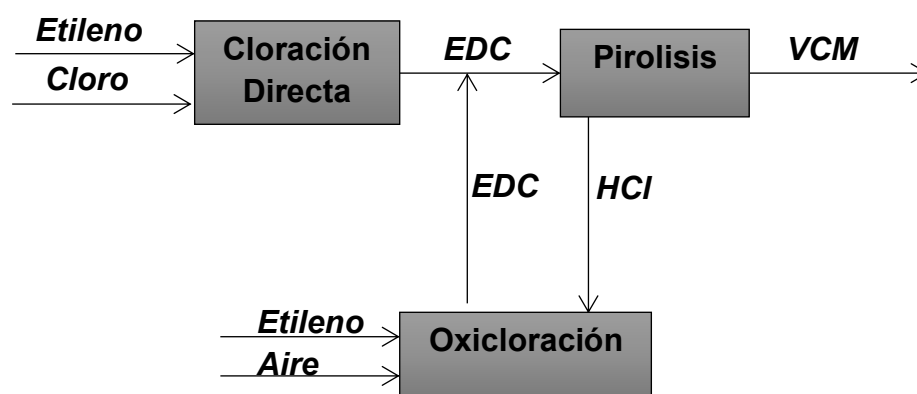 Etileno
Cloro
Cloración
Directa
EDC
Pirolisis
VCM
EDC
HCl
Etileno
Aire
Oxicloración